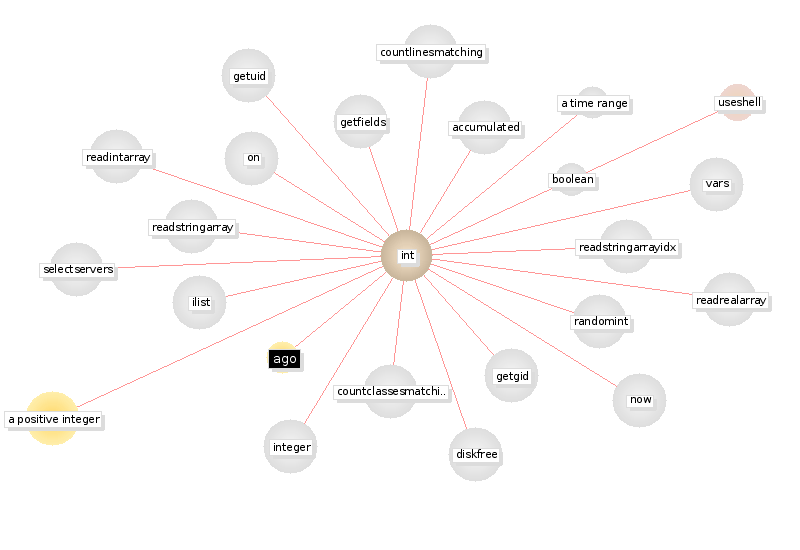 countlinesmatching
getuid
a time range
useshell
getfields
accumulated
readintarray
on
boolean
vars
readstringarray
readstringarrayidx
int
selectservers
ilist
readrealarray
randomint
ago
getgid
countclassesmatchi..
now
a positive integer
integer
diskfree